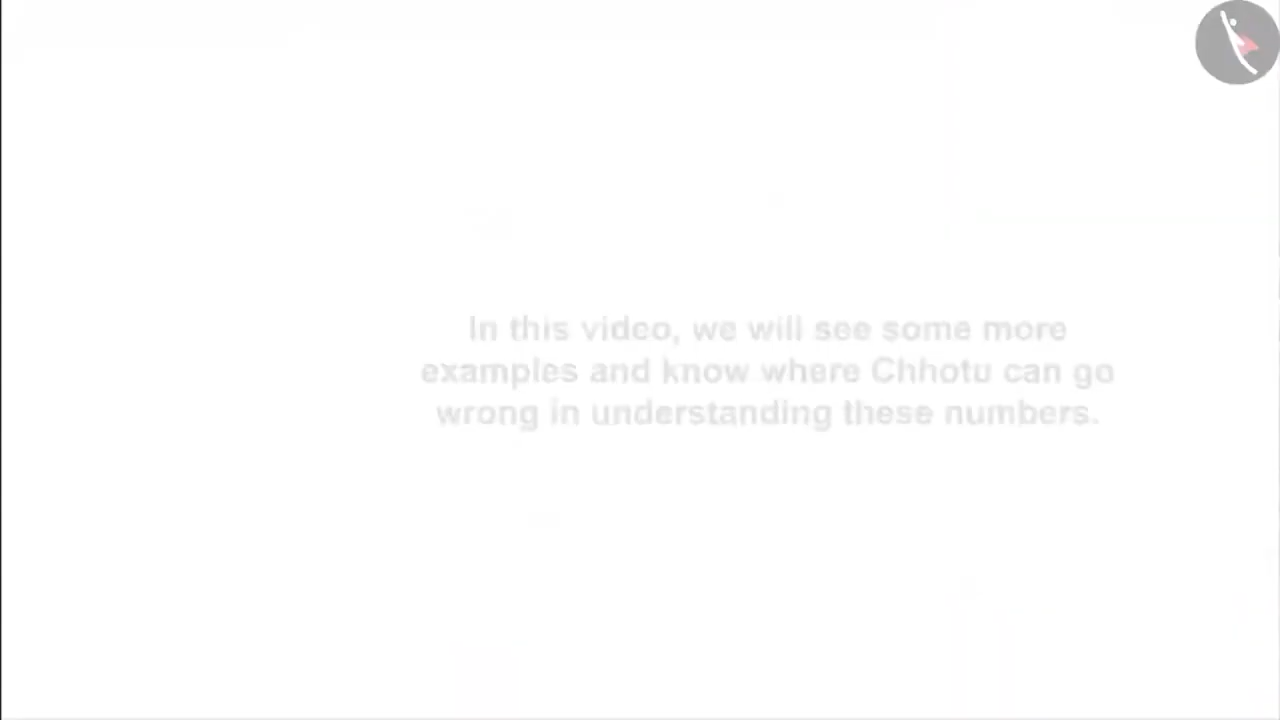 In this video, we will see some more
examples and know where Chhotu can go
wrong in understanding these numbers.